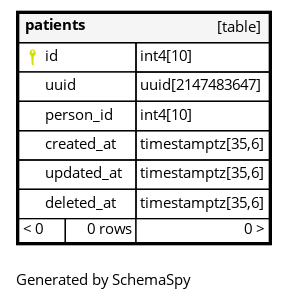 patients [table]
id int4[10]
uuid uuid[2147483647]
person_id int4[10]
created_at timestamptz[35,6]
updated_at timestamptz[35,6]
deleted_at timestamptz[35,6]
< 0 0 rows 0 >
Generated by SchemaSpy